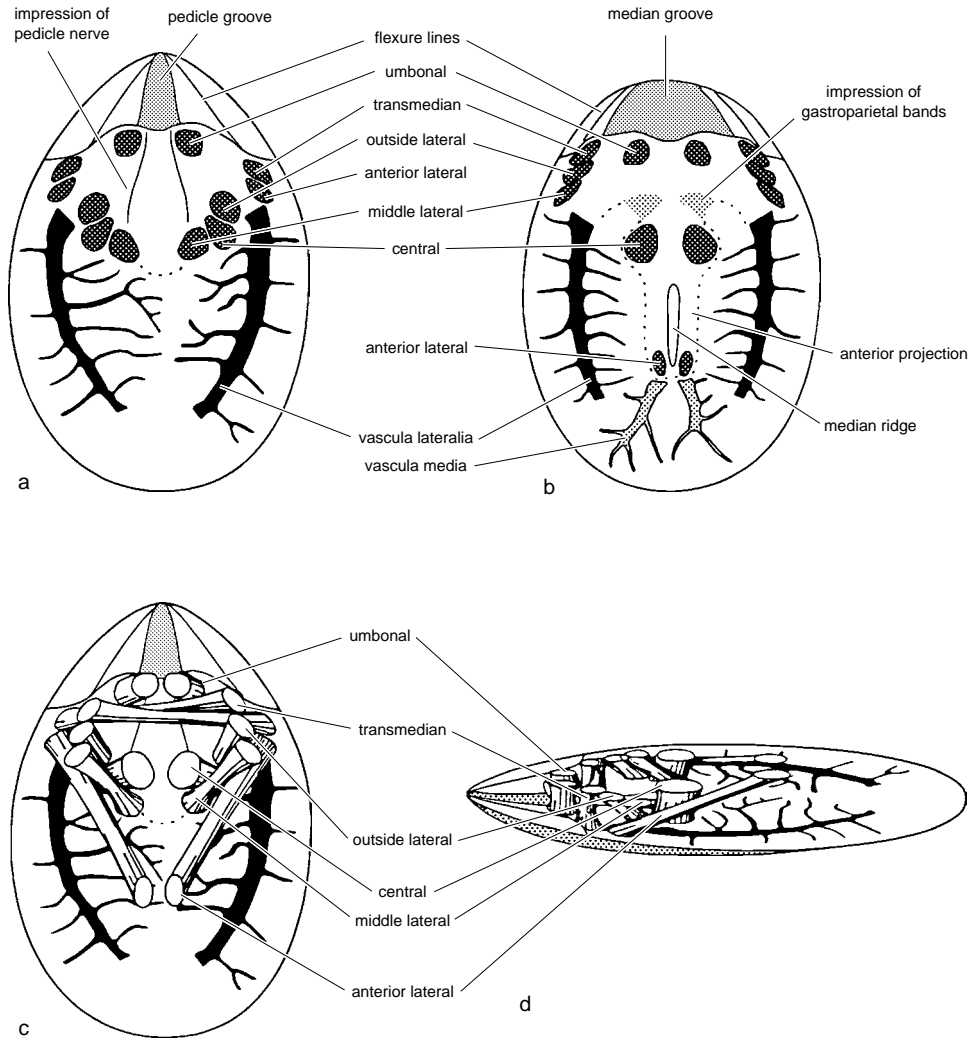 impression of
pedicle nerve
pedicle groove
flexure lines
umbonal
transmedian
outside lateral
anterior lateral
middle lateral
central
anterior lateral
vascula lateralia
vascula media
a
median groove
impression of
gastroparietal bands
anterior projection
median ridge
b
umbonal
transmedian
outside lateral
central
middle lateral
anterior lateral
c
d